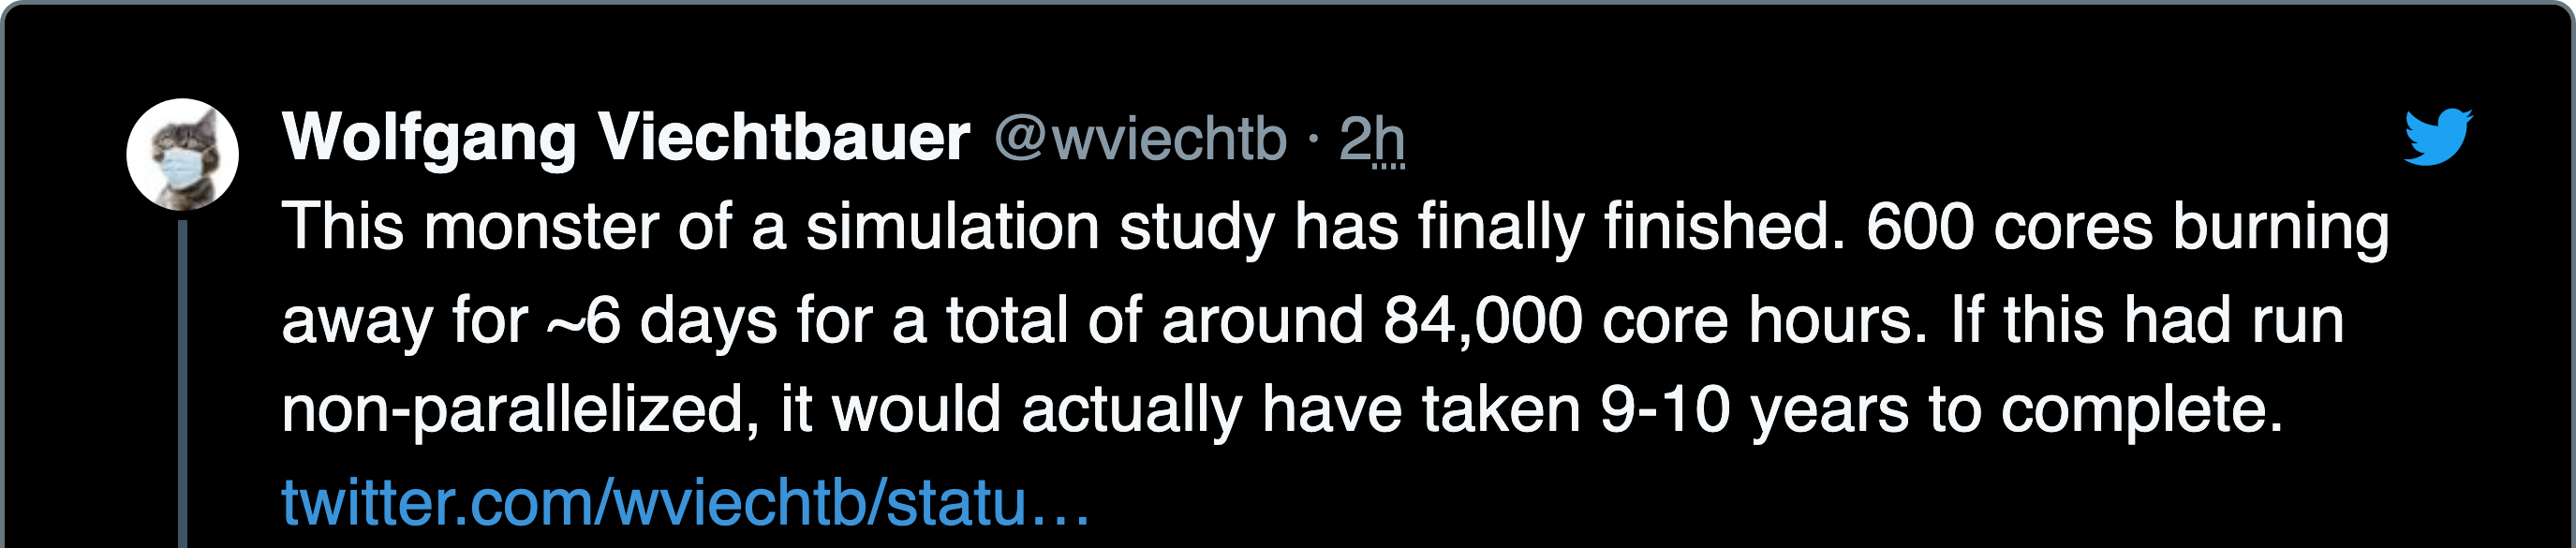 Wolfgang Viechtbauer @wviechtb · 2h
This monster of a simulation study has finally finished. 600 cores burning
away for ~6 days for a total of around 84,000 core hours. If this had run
non-parallelized, it would actually have taken 9-10 years to complete.
twitter.com/wviechtb/statu…